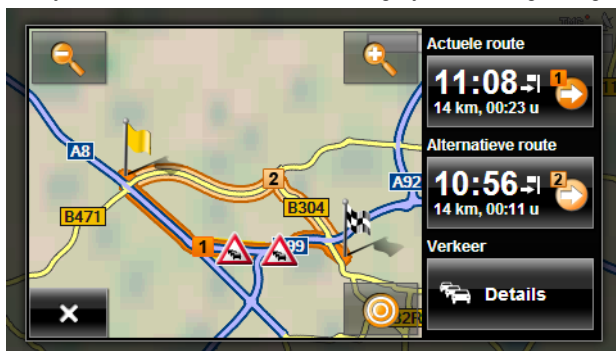 Actuele route
11:08
1
14 km, 00:23 u
Alternatieve route
10:56
2
14 km, 00:11 u
Verkeer
Details
A8
2
A92
B304
B471
1
99